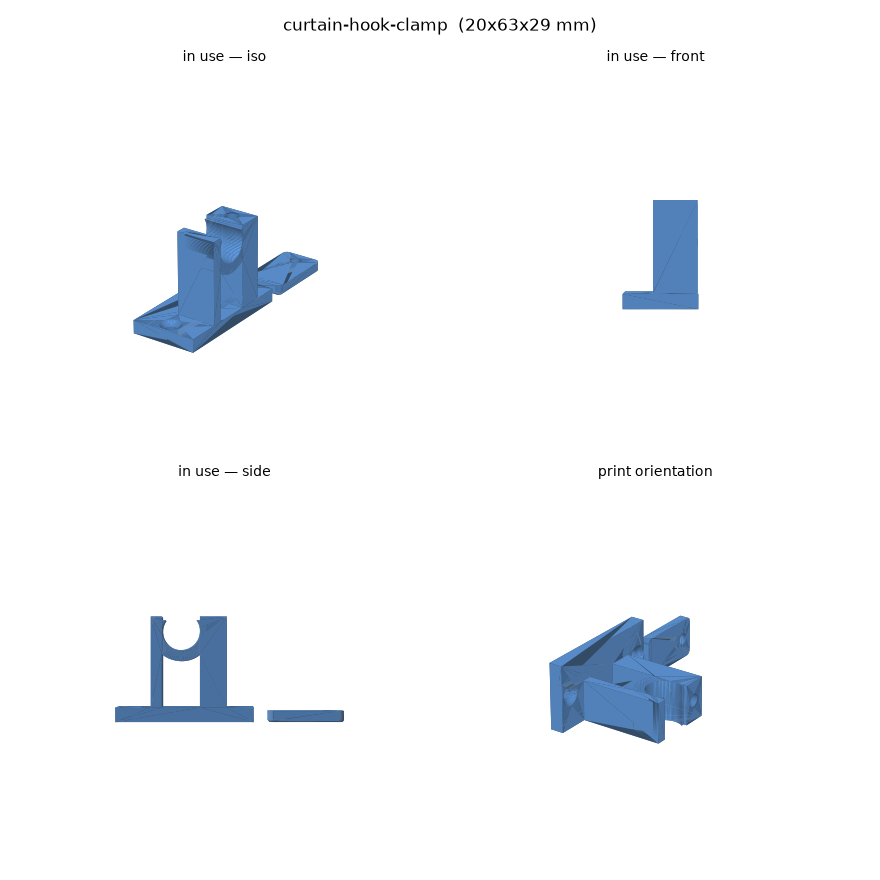 curtain-hook-clamp (20x63x29 mm)
in use — iso
in use — front
in use — side
print orientation